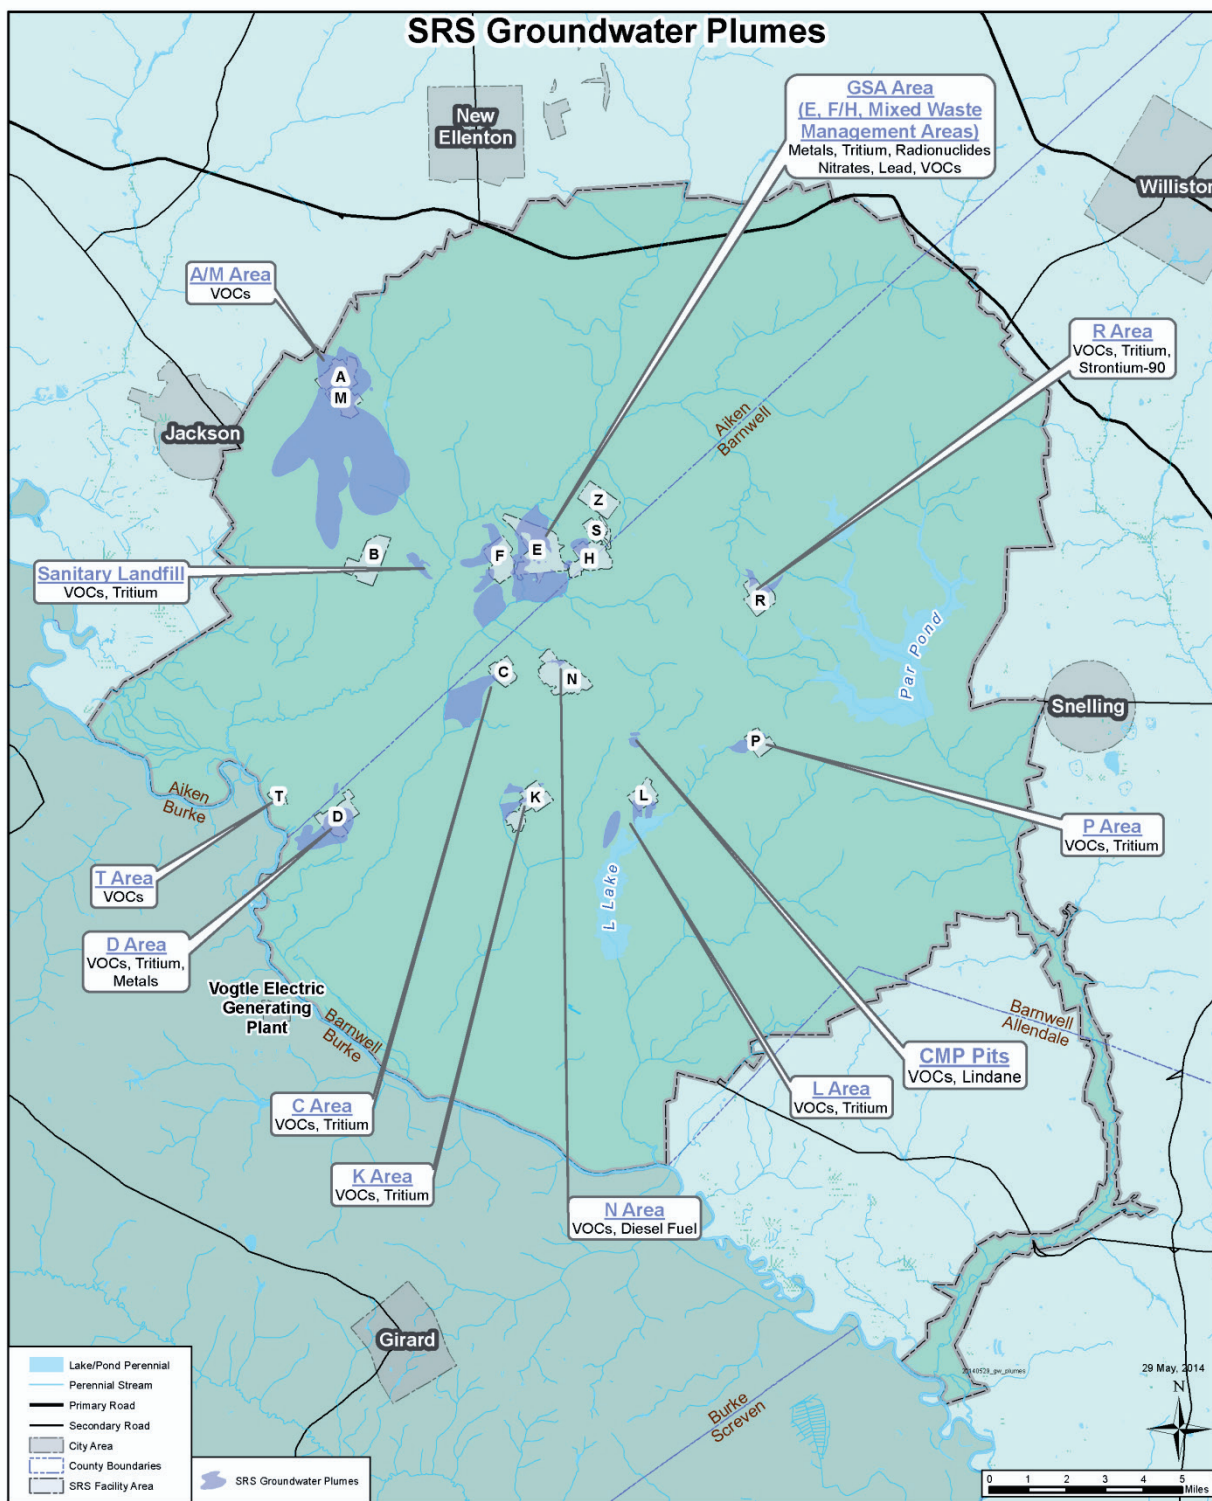 SRS Groundwater Plumes
New
Ellenton
GSA Area
(E, F/H, Mixed Waste
Management Areas)
Metals, Tritium, Radionuclides
Nitrates, Lead, VOCs
Williston
A/M Area
VOCs
R Area
VOCs, Tritium,
Strontium-90
A
M
Jackson
Aiken
Barnwell
Z
S
B
F
E
H
Sanitary Landfill
VOCs, Tritium
R
Par Pond
C
N
Snelling
P
Aiken
Burke
T
D
K
L
P Area
VOCs, Tritium
T Area
VOCs
L Lake
D Area
VOCs, Tritium,
Metals
Vogtle Electric
Generating
Plant
Barnwell
Burke
Barnwell
Allendale
CMP Pits
VOCs, Lindane
L Area
VOCs, Tritium
C Area
VOCs, Tritium
K Area
VOCs, Tritium
N Area
VOCs, Diesel Fuel
Girard
Burke
Screven
20140529_gw_plumes
29 May, 2014
N
Lake/Pond Perennial
Perennial Stream
Primary Road
Secondary Road
City Area
County Boundaries
SRS Facility Area
SRS Groundwater Plumes
0 1 2 3 4 5
Miles